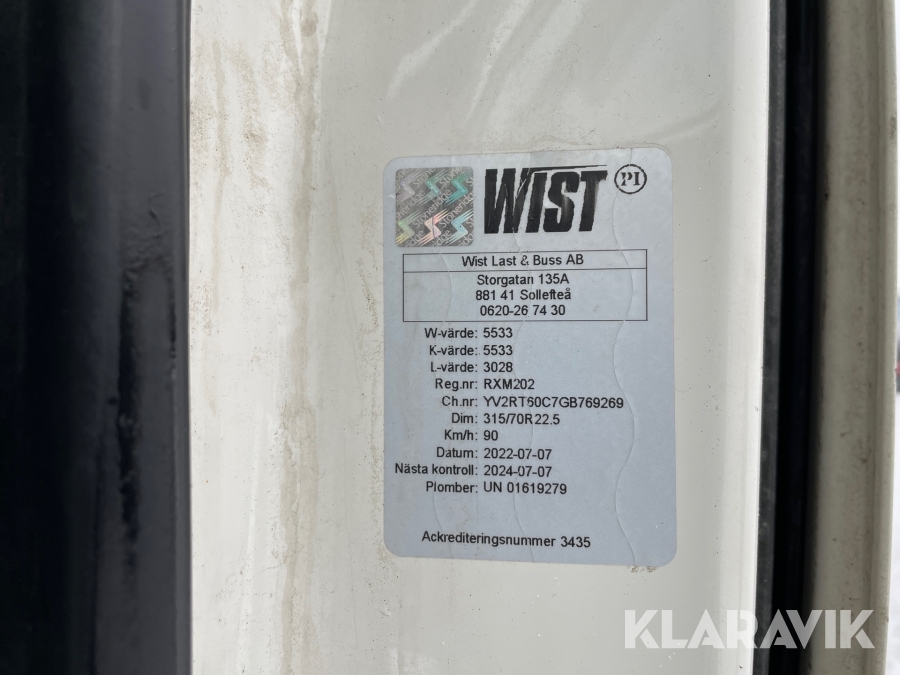 WIST
PI
Wist Last & Buss AB
Storgatan 135A
881 41 Sollefteå
0620-26 74 30
W-värde: 5533
K-värde: 5533
L-värde: 3028
Reg.nr: RXM202
Ch.nr: YV2RT60C7GB769269
Dim: 315/70R22.5
Km/h: 90
Datum: 2022-07-07
Nästa kontroll: 2024-07-07
Plomber: UN 01619279
Ackrediteringsnummer 3435
KLARAVIK